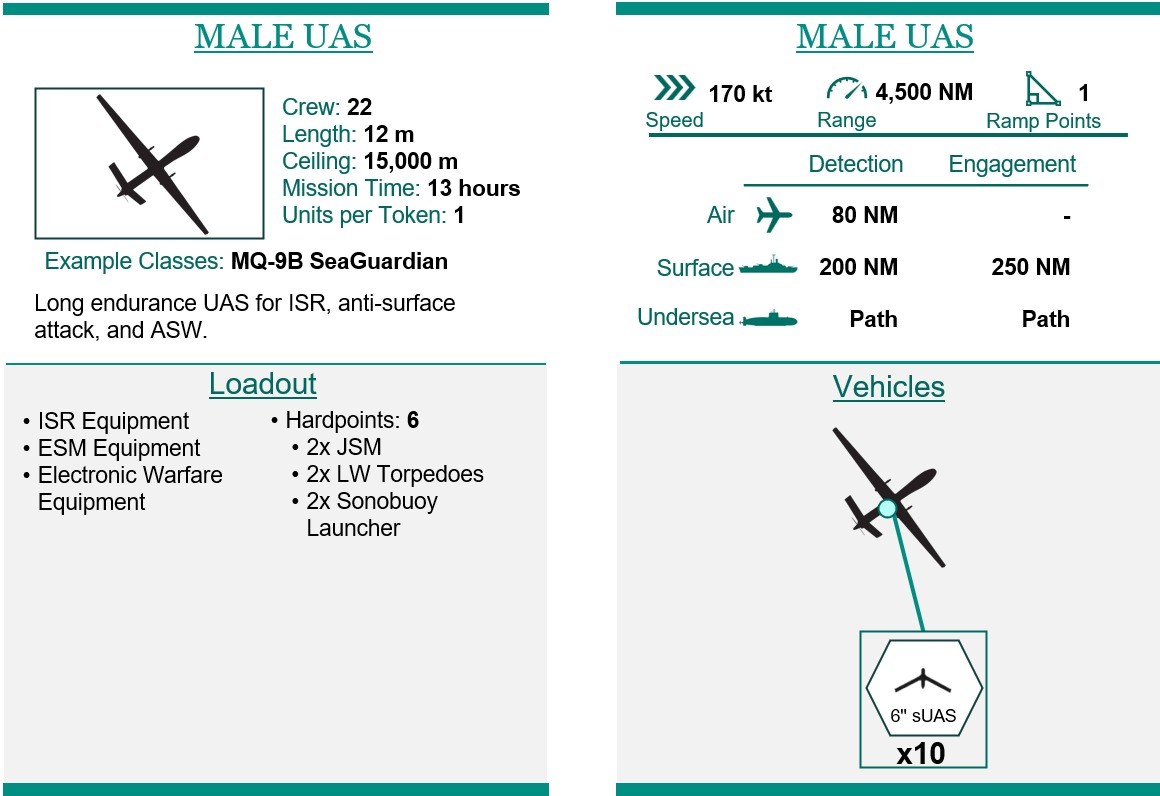 MALE UAS
Crew: 22
Length: 12 m
Ceiling: 15,000 m
Mission Time: 13 hours
Units per Token: 1
Example Classes: MQ-9B SeaGuardian
Long endurance UAS for ISR, anti-surface
attack, and ASW.
Loadout
• ISR Equipment
• ESM Equipment
• Electronic Warfare
Equipment
• Hardpoints: 6
• 2x JSM
• 2x LW Torpedoes
• 2x Sonobuoy
Launcher
MALE UAS
170 kt
Speed
4,500 NM
Range
1
Ramp Points
Detection Engagement
Air 80 NM -
Surface 200 NM 250 NM
Undersea Path Path
Vehicles
6" sUAS
x10